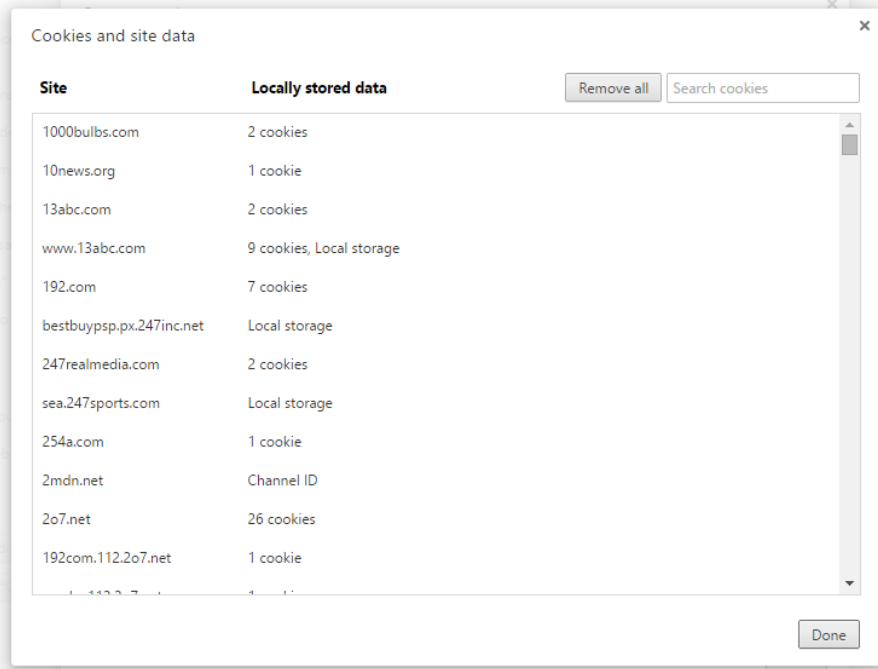 Cookies and site data
Site Locally stored data Remove all Search cookies
1000bulbs.com 2 cookies
10news.org 1 cookie
13abc.com 2 cookies
www.13abc.com 9 cookies, Local storage
192.com 7 cookies
bestbuypsp.px.247inc.net Local storage
247realmedia.com 2 cookies
sea.247sports.com Local storage
254a.com 1 cookie
2mdn.net Channel ID
2o7.net 26 cookies
192com.112.2o7.net 1 cookie
Done